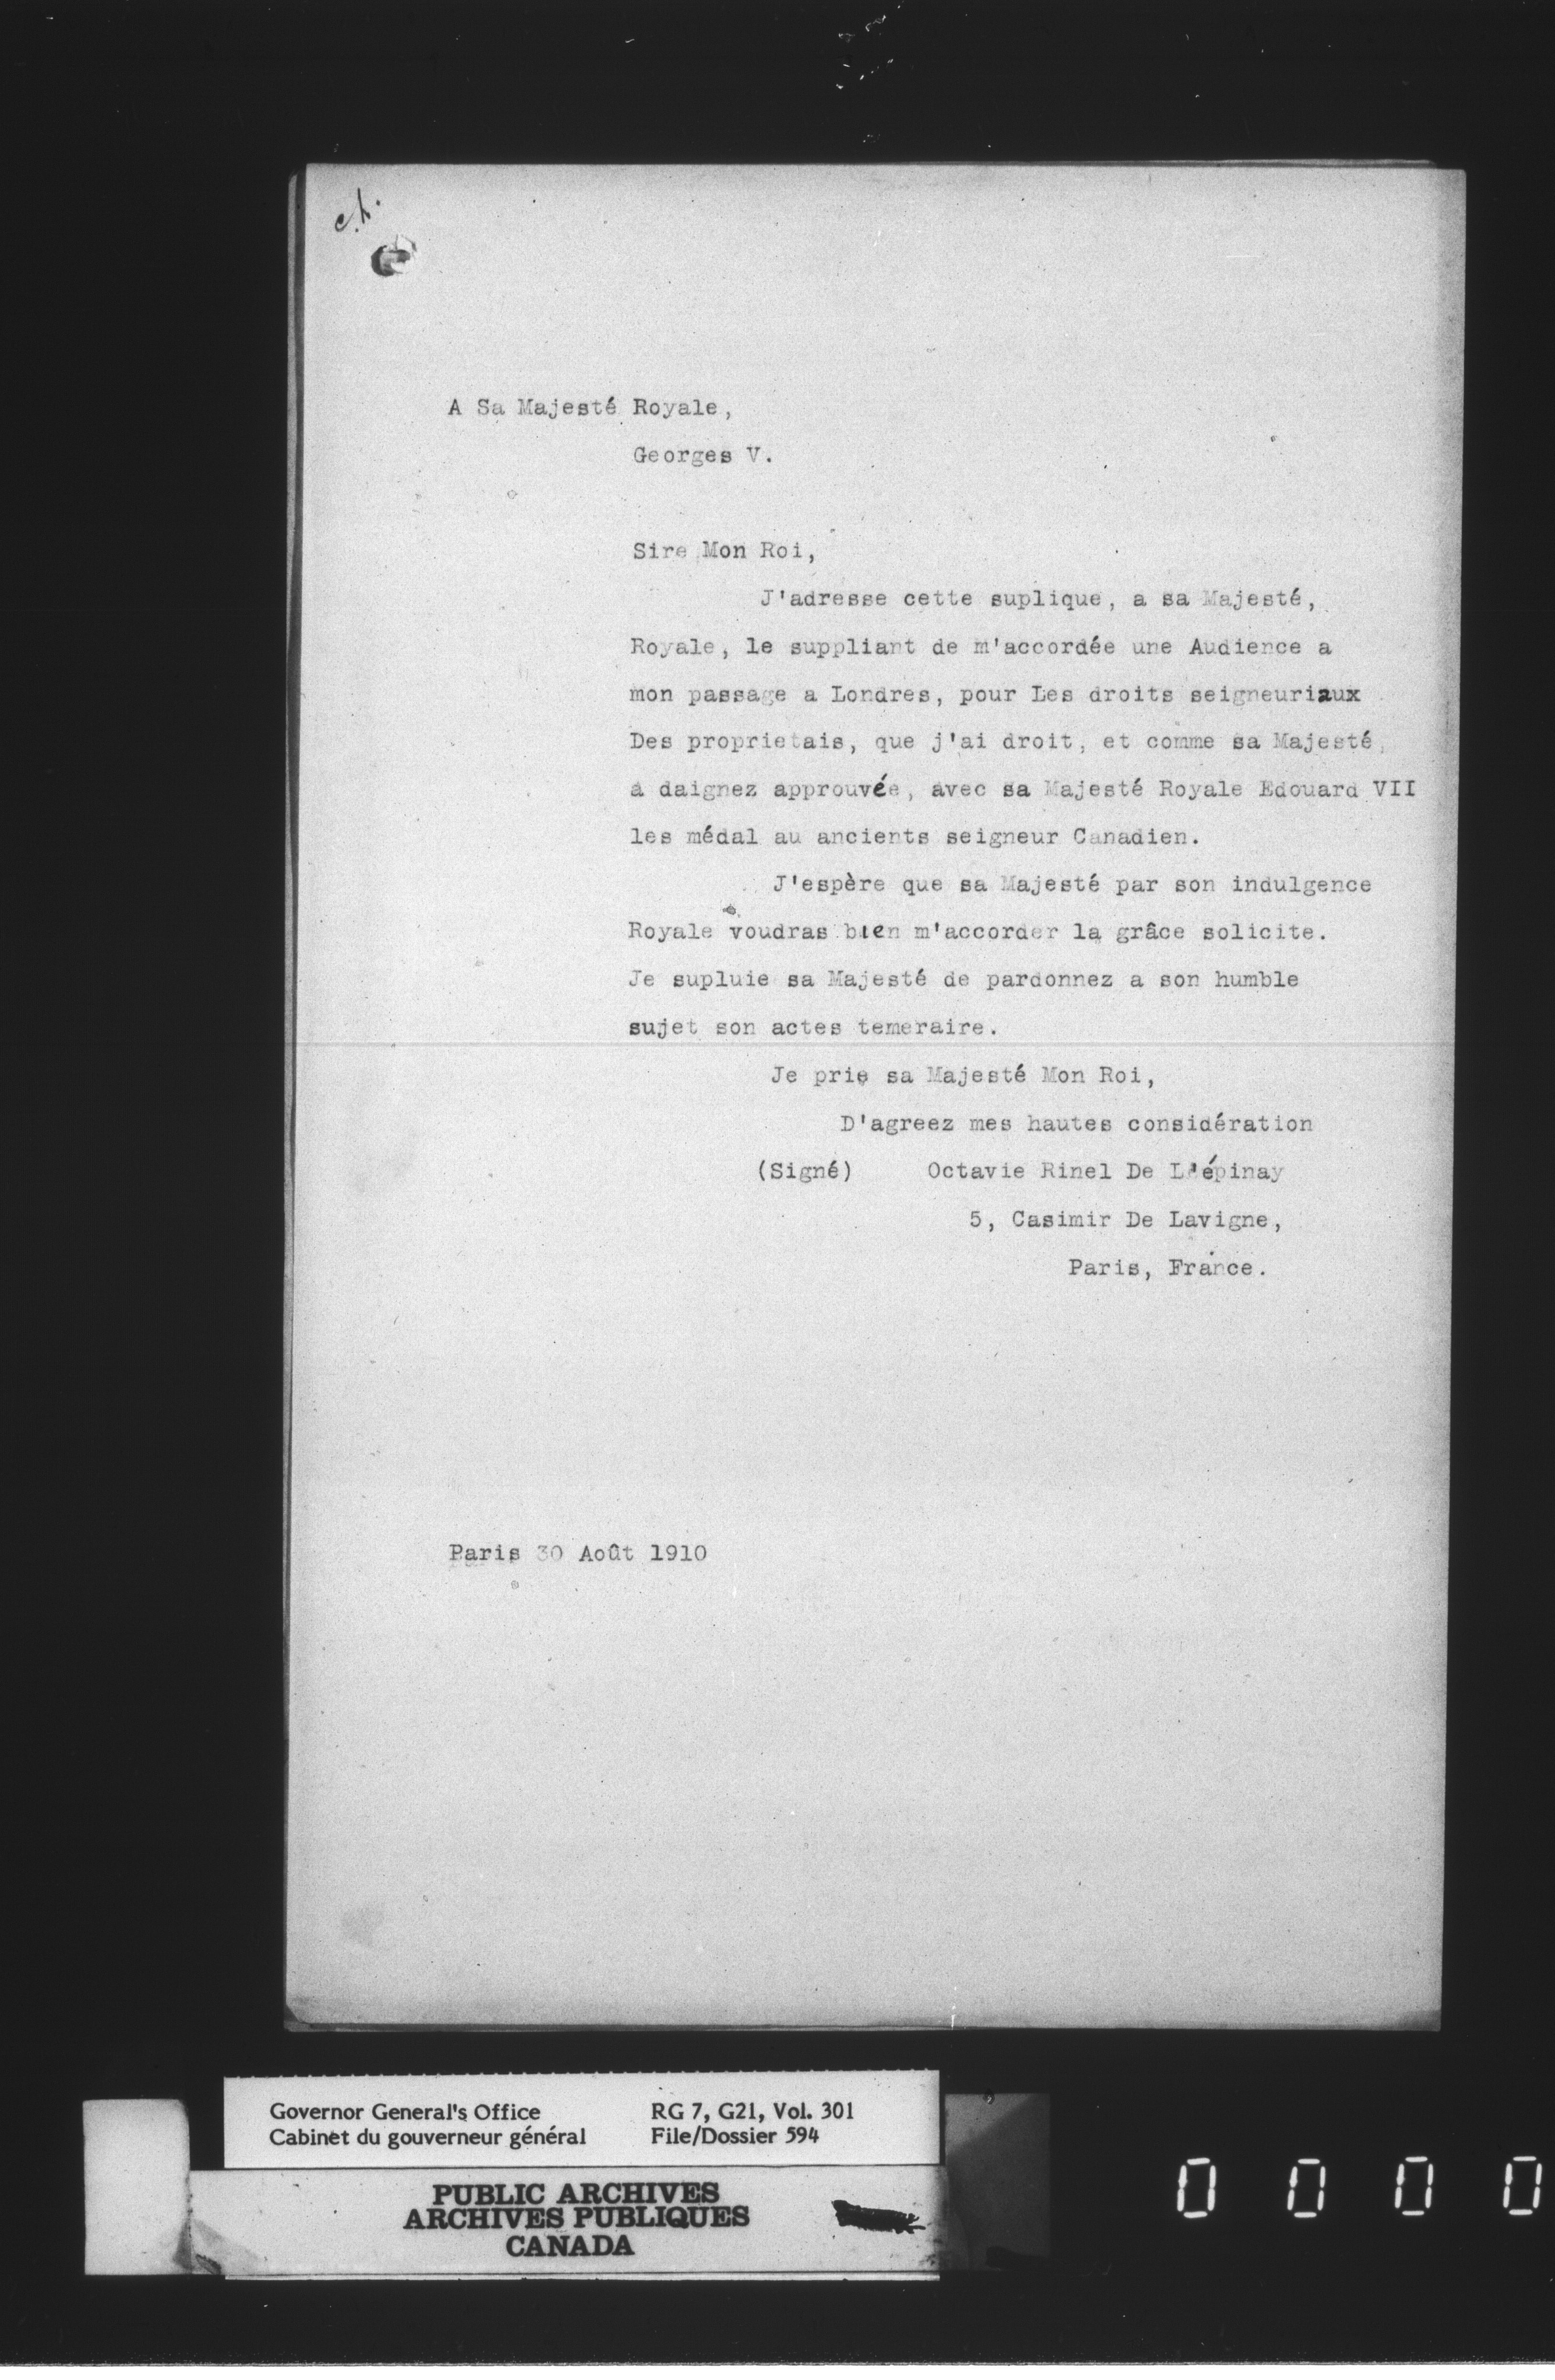 A Sa Majesté Royale,
Georges V.
Sire Mon Roi,
J'adresse cette suplique, a sa Majesté,
Royale, le suppliant de m'accordée une Audience a
mon passage a Londres, pour Les droits seigneuriaux
Des proprietais, que j'ai droit, et comme sa Majesté,
a daignez approuvée, avec sa Majesté Royale Edouard VII
les médal au ancients seigneur Canadien.
J'espère que sa Majesté par son indulgence
Royale voudras bien m'accorder la grâce solicite.
Je supluie sa Majesté de pardonnez a son humble
sujet son actes temeraire.
Je prie sa Majesté Mon Roi,
D'agreez mes hautes considération
(Signé) Octavie Rinel De L'épinay
5, Casimir De Lavigne,
Paris, France.
Paris 30 Août 1910
Governor General's Office RG 7, G21, Vol. 301
Cabinet du gouverneur général File/Dossier 594
PUBLIC ARCHIVES
ARCHIVES PUBLIQUES
CANADA
0 0 0 0